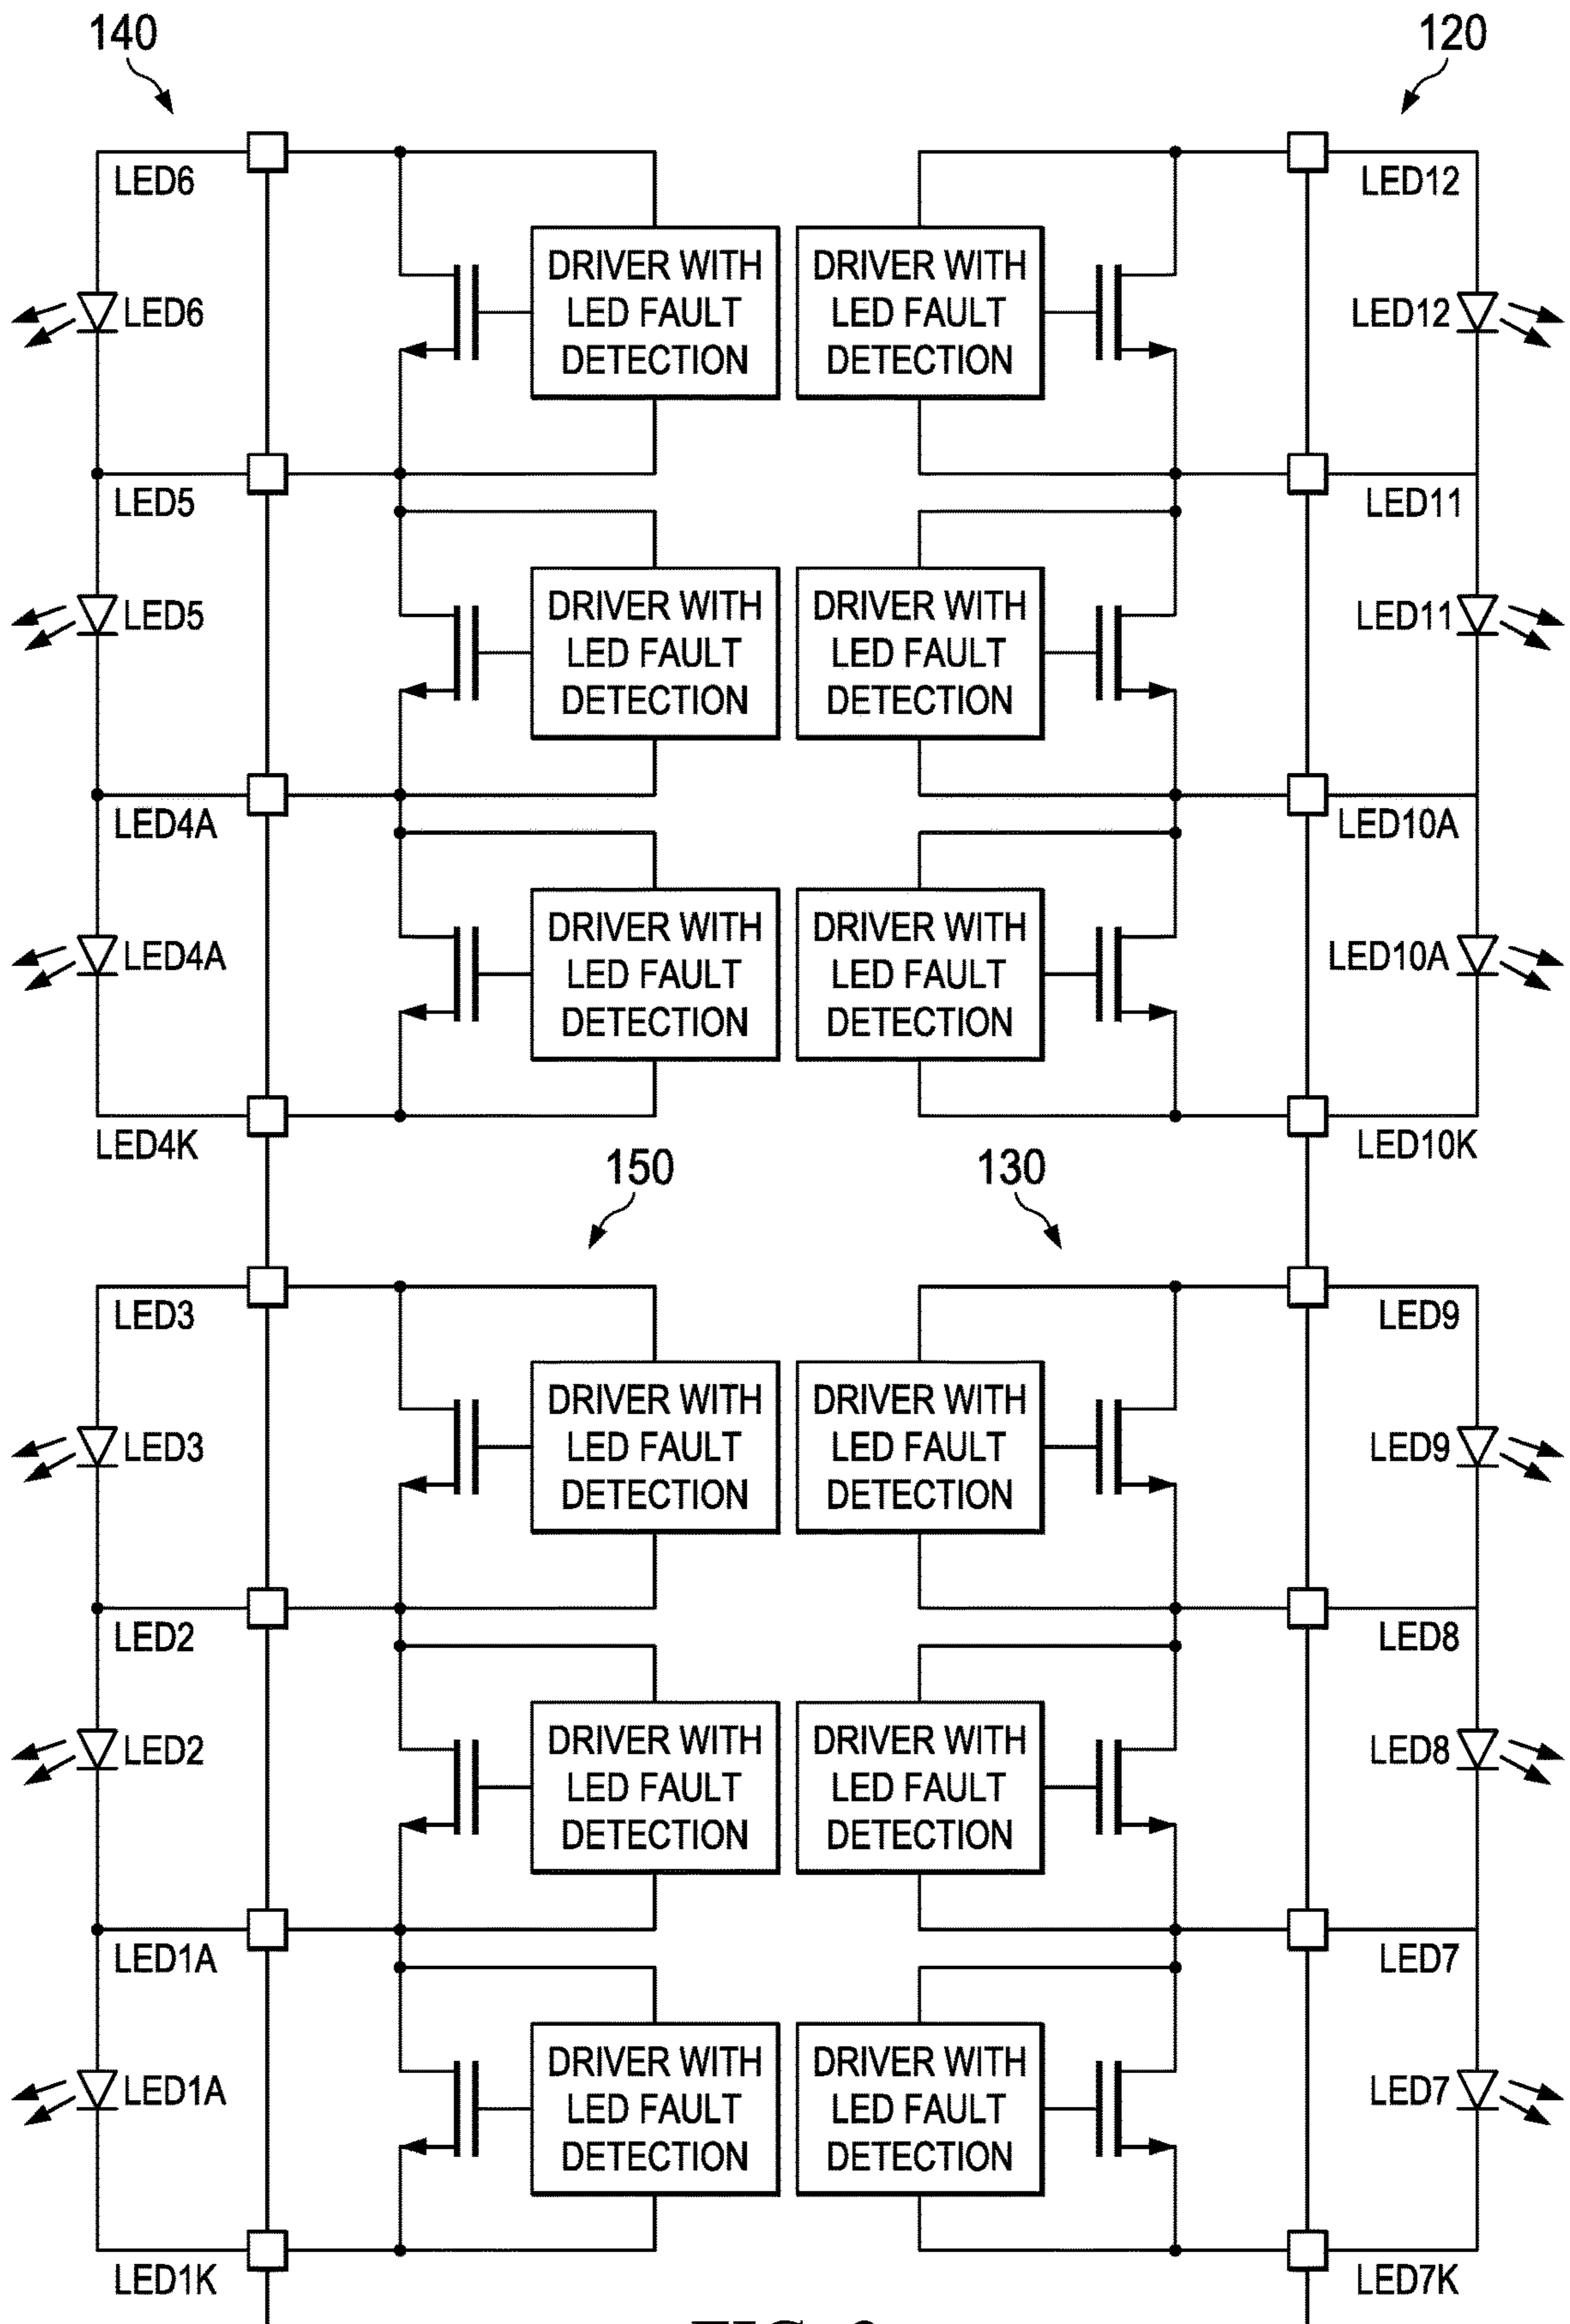 140
120
LED6
LED12
DRIVER WITH
LED FAULT
DETECTION
DRIVER WITH
LED FAULT
DETECTION
LED6
LED12
LED5
LED11
DRIVER WITH
LED FAULT
DETECTION
DRIVER WITH
LED FAULT
DETECTION
LED5
LED11
LED4A
LED10A
DRIVER WITH
LED FAULT
DETECTION
DRIVER WITH
LED FAULT
DETECTION
LED4A
LED10A
LED4K
LED10K
150
130
LED3
LED9
DRIVER WITH
LED FAULT
DETECTION
DRIVER WITH
LED FAULT
DETECTION
LED3
LED9
LED2
LED8
DRIVER WITH
LED FAULT
DETECTION
DRIVER WITH
LED FAULT
DETECTION
LED2
LED8
LED1A
LED7
DRIVER WITH
LED FAULT
DETECTION
DRIVER WITH
LED FAULT
DETECTION
LED1A
LED7
LED1K
LED7K